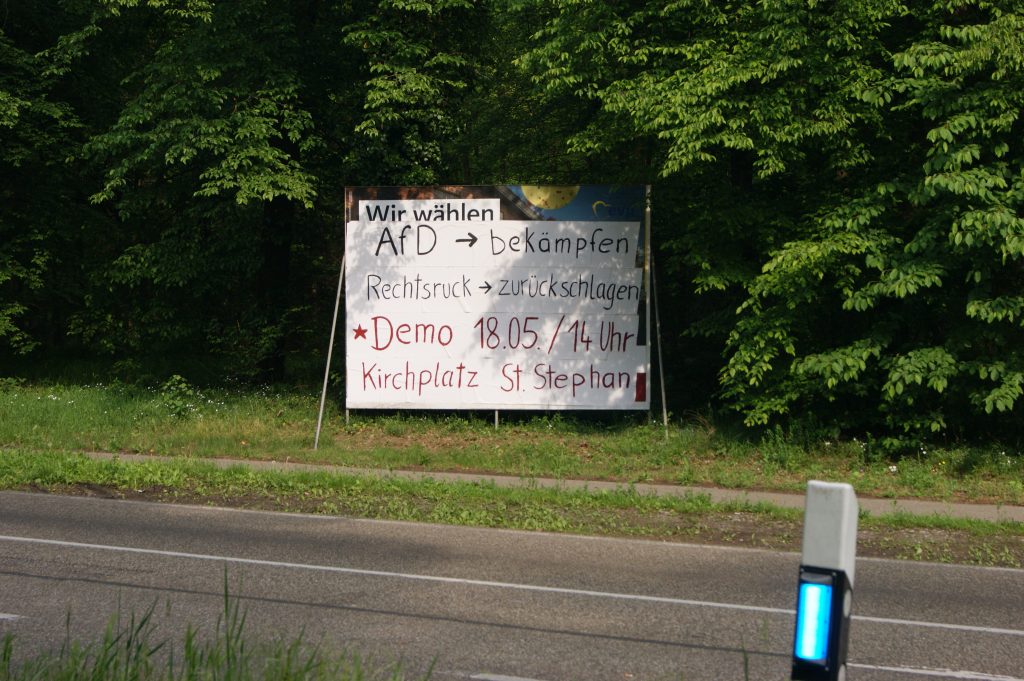 Wir wählen
AfD → bekämpfen
Rechtsruck → zurückschlagen
★Demo 18.05./14 Uhr
Kirchplatz St. Stephan